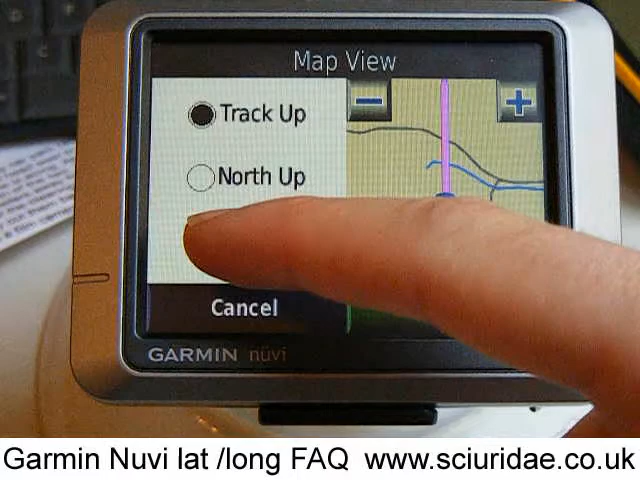 Map View
Track Up
North Up
Cancel
GARMIN nüvi
Garmin Nuvi lat /long FAQ  www.sciuridae.co.uk